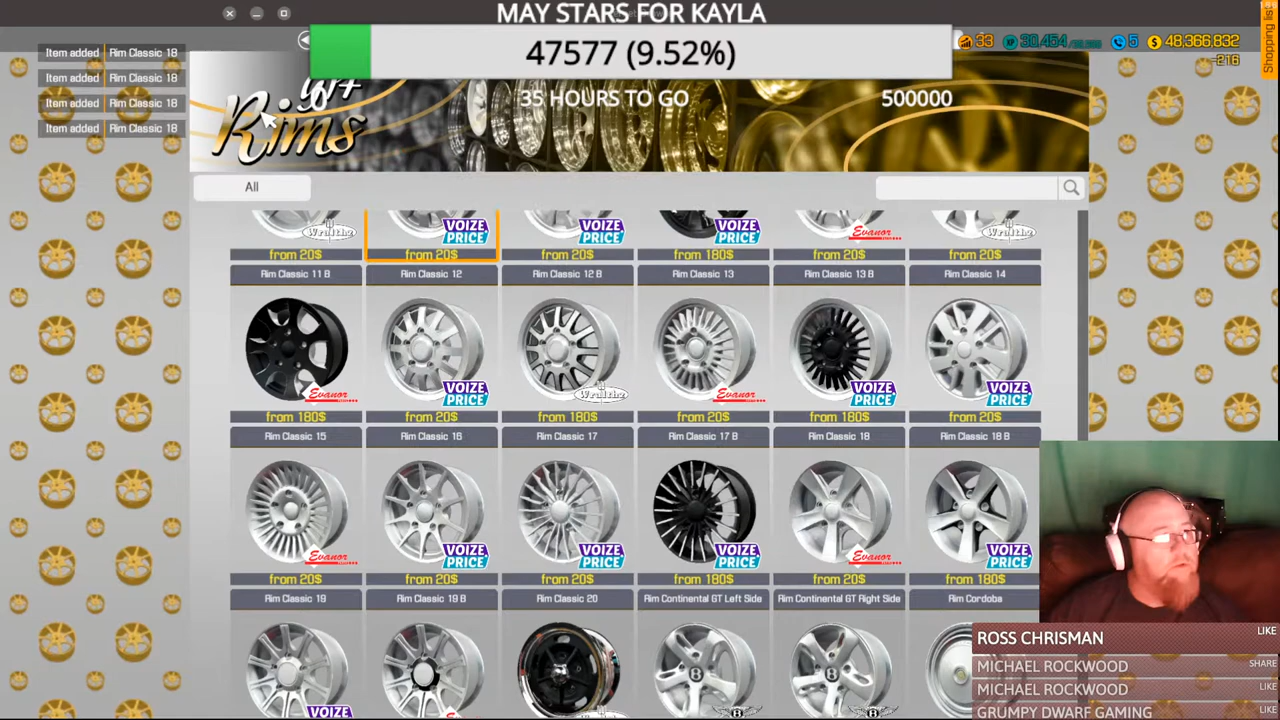 MAY STARS FOR KAYLA
47577 (9.52%)
35 HOURS TO GO 500000
33 5 48,366,832
-216
Shopping list
Item added Rim Classic 18
Item added Rim Classic 18
Item added Rim Classic 18
Item added Rim Classic 18
Rims
All
Wraithe VOIZE PRICE VOIZE PRICE VOIZE PRICE Evanor Wraithe
from 20$ from 20$ from 20$ from 180$ from 20$ from 20$
Rim Classic 11 B Rim Classic 12 Rim Classic 12 B Rim Classic 13 Rim Classic 13 B Rim Classic 14
Evanor VOIZE PRICE Wraithe Evanor VOIZE PRICE VOIZE PRICE
from 180$ from 20$ from 180$ from 20$ from 180$ from 20$
Rim Classic 15 Rim Classic 16 Rim Classic 17 Rim Classic 17 B Rim Classic 18 Rim Classic 18 B
Evanor VOIZE PRICE VOIZE PRICE VOIZE PRICE Evanor VOIZE PRICE
from 20$ from 20$ from 20$ from 180$ from 20$ from 180$
Rim Classic 19 Rim Classic 19 B Rim Classic 20 Rim Continental GT Left Side Rim Continental GT Right Side Rim Cordoba
VOIZE
ROSS CHRISMAN LIKE
MICHAEL ROCKWOOD SHARE
MICHAEL ROCKWOOD LIKE
GRUMPY DWARF GAMING LIKE